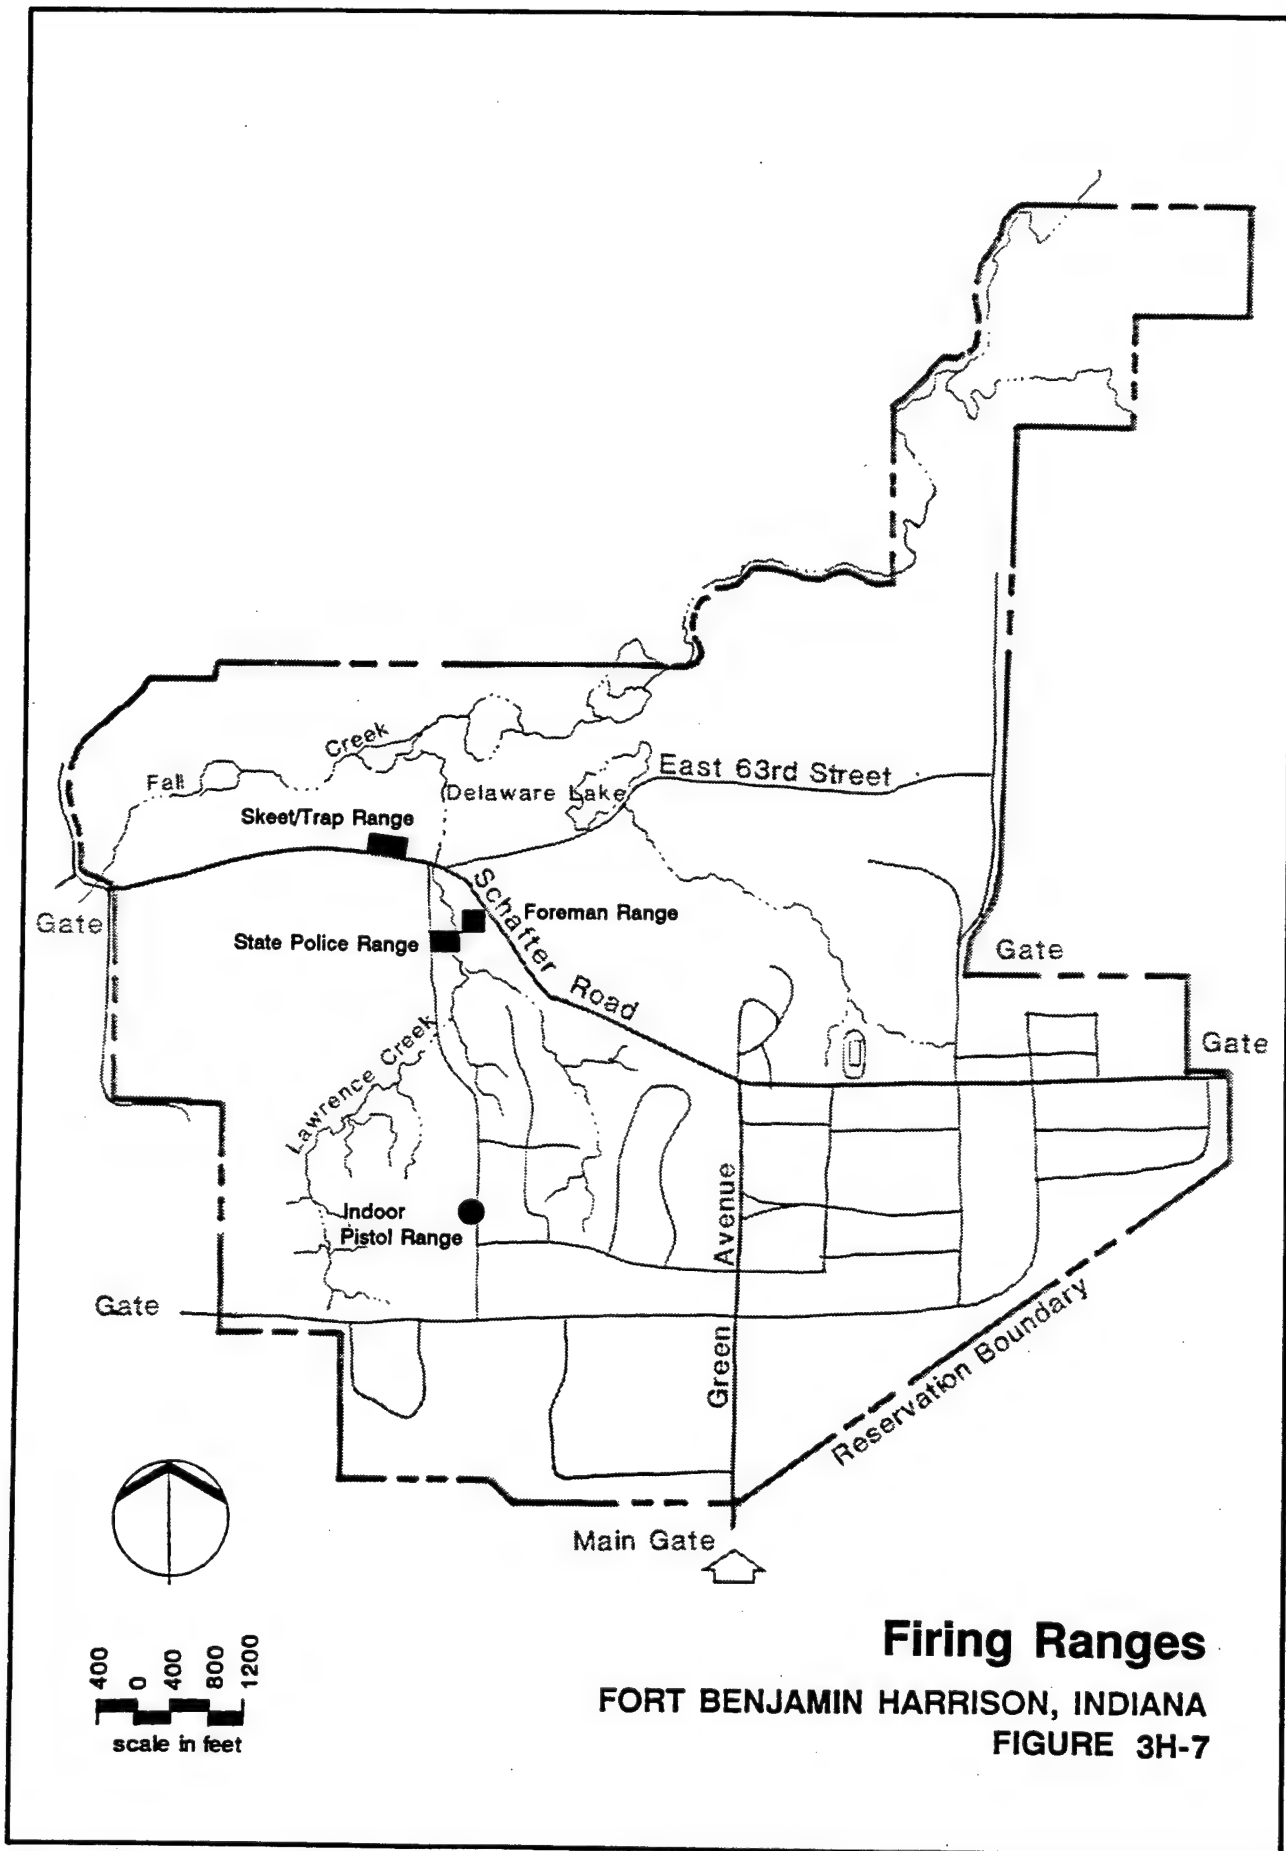 Creek
Fall
East 63rd Street
Delaware Lake
Skeet/Trap Range
Schafter Road
Foreman Range
Gate
State Police Range
Gate
Gate
Lawrence Creek
Indoor
Pistol Range
Avenue
Gate
Green
Reservation Boundary
Main Gate
400 0 400 800 1200
scale in feet
Firing Ranges
FORT BENJAMIN HARRISON, INDIANA
FIGURE 3H-7